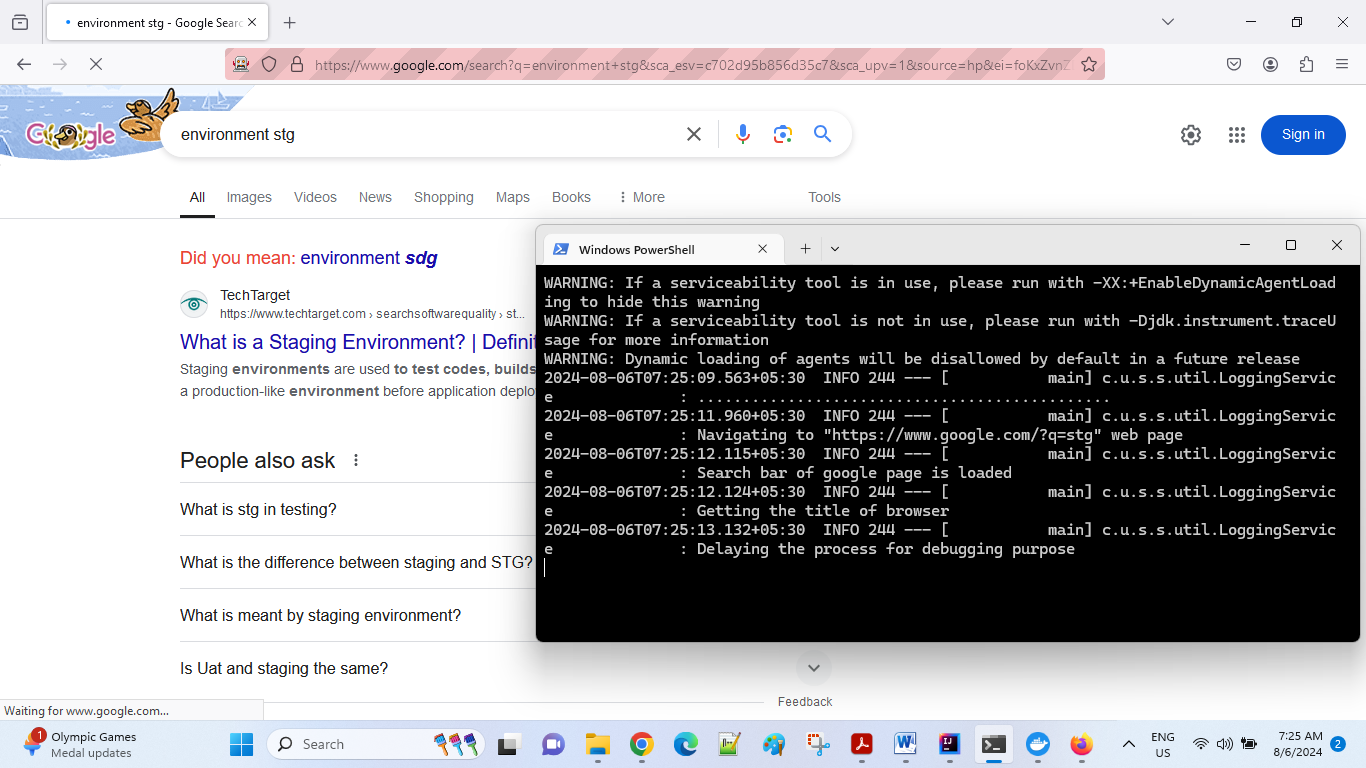 environment stg - Google Searc
https://www.google.com/search?q=environment+stg&sca_esv=c702d95b856d35c7&sca_upv=1&source=hp&ei=foKxZvnZ
Google
environment stg
Sign in
All Images Videos News Shopping Maps Books More Tools
Did you mean: environment sdg
TechTarget
https://www.techtarget.com › searchsoftwarequality › st...
What is a Staging Environment? | Definit
Staging environments are used to test codes, builds
a production-like environment before application deplo
People also ask
What is stg in testing?
What is the difference between staging and STG?
What is meant by staging environment?
Is Uat and staging the same?
Feedback
Waiting for www.google.com...
Windows PowerShell
WARNING: If a serviceability tool is in use, please run with -XX:+EnableDynamicAgentLoad
ing to hide this warning
WARNING: If a serviceability tool is not in use, please run with -Djdk.instrument.traceU
sage for more information
WARNING: Dynamic loading of agents will be disallowed by default in a future release
2024-08-06T07:25:09.563+05:30  INFO 244 --- [           main] c.u.s.s.util.LoggingServic
e              : ..............................................
2024-08-06T07:25:11.960+05:30  INFO 244 --- [           main] c.u.s.s.util.LoggingServic
e              : Navigating to "https://www.google.com/?q=stg" web page
2024-08-06T07:25:12.115+05:30  INFO 244 --- [           main] c.u.s.s.util.LoggingServic
e              : Search bar of google page is loaded
2024-08-06T07:25:12.124+05:30  INFO 244 --- [           main] c.u.s.s.util.LoggingServic
e              : Getting the title of browser
2024-08-06T07:25:13.132+05:30  INFO 244 --- [           main] c.u.s.s.util.LoggingServic
e              : Delaying the process for debugging purpose
1
Olympic Games
Medal updates
Search
ENG
US
7:25 AM
8/6/2024
2